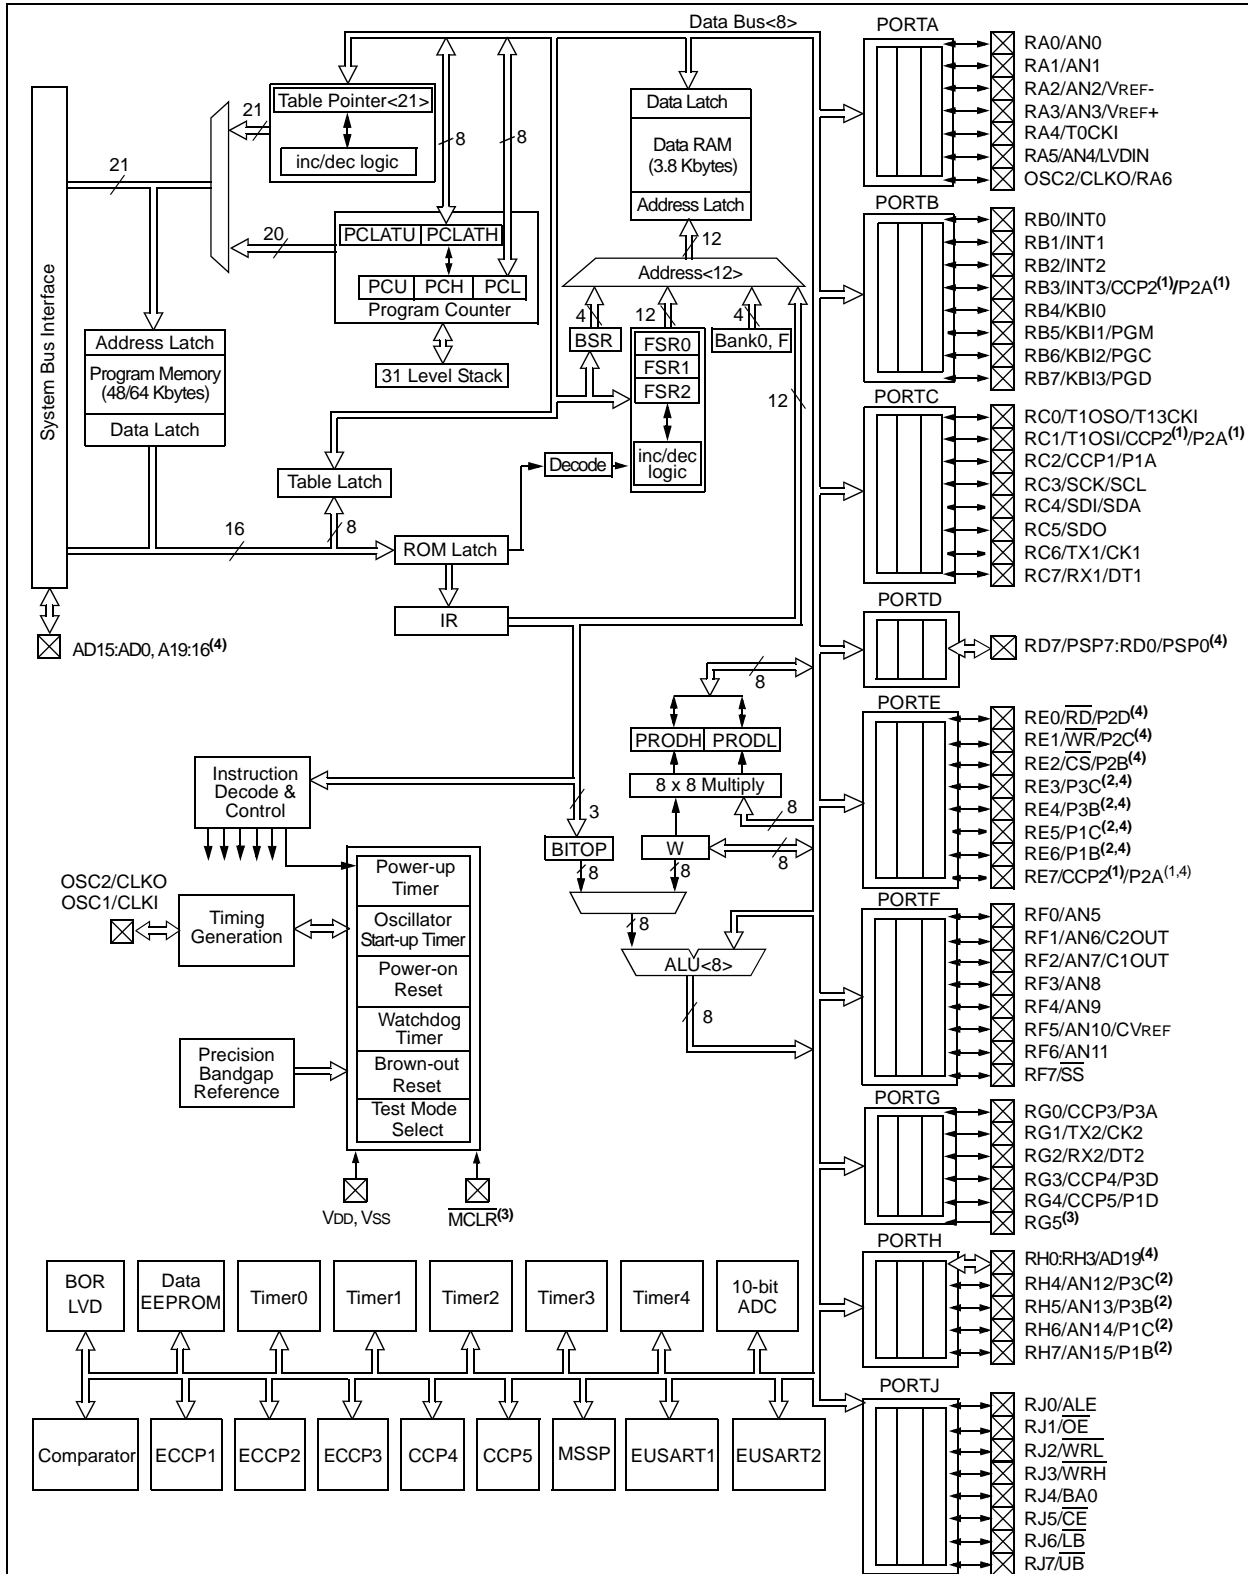 Data Bus<8>
PORTA
RA0/AN0
RA1/AN1
RA2/AN2/VREF-
RA3/AN3/VREF+
RA4/T0CKI
RA5/AN4/LVDIN
OSC2/CLKO/RA6
PORTB
RB0/INT0
RB1/INT1
RB2/INT2
RB3/INT3/CCP2(1)/P2A(1)
RB4/KBI0
RB5/KBI1/PGM
RB6/KBI2/PGC
RB7/KBI3/PGD
PORTC
RC0/T1OSO/T13CKI
RC1/T1OSI/CCP2(1)/P2A(1)
RC2/CCP1/P1A
RC3/SCK/SCL
RC4/SDI/SDA
RC5/SDO
RC6/TX1/CK1
RC7/RX1/DT1
PORTD
RD7/PSP7:RD0/PSP0(4)
PORTE
RE0/RD/P2D(4)
RE1/WR/P2C(4)
RE2/CS/P2B(4)
RE3/P3C(2,4)
RE4/P3B(2,4)
RE5/P1C(2,4)
RE6/P1B(2,4)
RE7/CCP2(1)/P2A(1,4)
PORTF
RF0/AN5
RF1/AN6/C2OUT
RF2/AN7/C1OUT
RF3/AN8
RF4/AN9
RF5/AN10/CVREF
RF6/AN11
RF7/SS
PORTG
RG0/CCP3/P3A
RG1/TX2/CK2
RG2/RX2/DT2
RG3/CCP4/P3D
RG4/CCP5/P1D
RG5(3)
PORTH
RH0:RH3/AD19(4)
RH4/AN12/P3C(2)
RH5/AN13/P3B(2)
RH6/AN14/P1C(2)
RH7/AN15/P1B(2)
PORTJ
RJ0/ALE
RJ1/OE
RJ2/WRL
RJ3/WRH
RJ4/BA0
RJ5/CE
RJ6/LB
RJ7/UB
System Bus Interface
21
21
Table Pointer<21>
inc/dec logic
8
8
20
PCLATU PCLATH
PCU PCH PCL
Program Counter
31 Level Stack
Data Latch
Data RAM
(3.8 Kbytes)
Address Latch
12
Address<12>
4
12
4
BSR
FSR0
FSR1
FSR2
inc/dec
logic
Bank0, F
12
Address Latch
Program Memory
(48/64 Kbytes)
Data Latch
Table Latch
Decode
16
8
ROM Latch
IR
AD15:AD0, A19:16(4)
8
PRODH PRODL
8 x 8 Multiply
8
3
BITOP
W
8
8
8
8
ALU<8>
8
Instruction
Decode &
Control
OSC2/CLKO
OSC1/CLKI
Timing
Generation
Power-up
Timer
Oscillator
Start-up Timer
Power-on
Reset
Watchdog
Timer
Brown-out
Reset
Test Mode
Select
Precision
Bandgap
Reference
VDD, VSS
MCLR(3)
BOR
LVD
Data
EEPROM
Timer0
Timer1
Timer2
Timer3
Timer4
10-bit
ADC
Comparator
ECCP1
ECCP2
ECCP3
CCP4
CCP5
MSSP
EUSART1
EUSART2